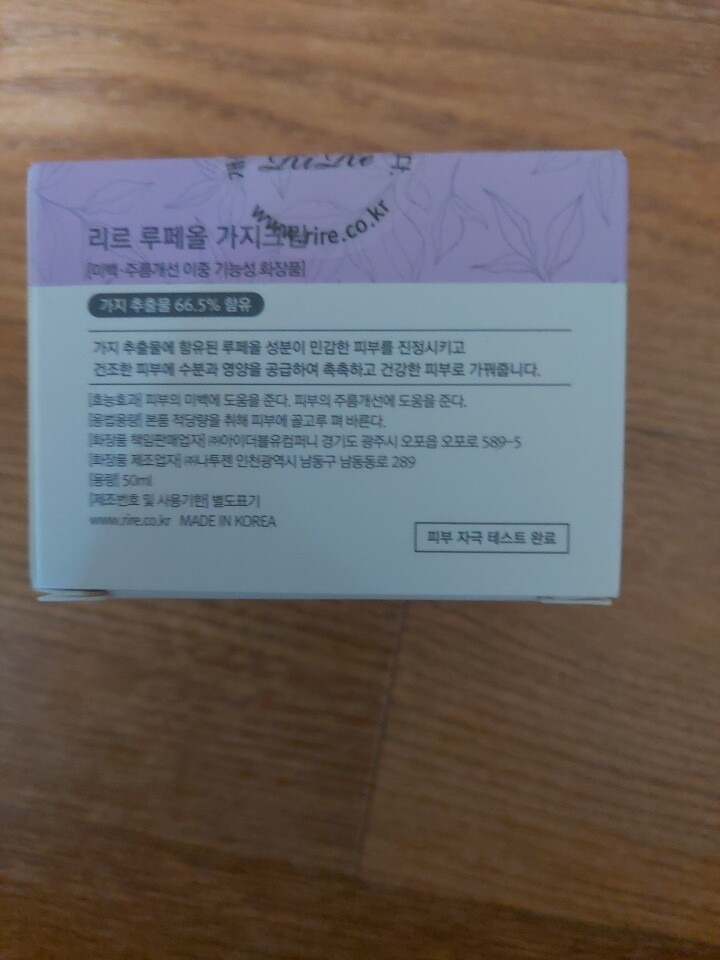 RiRe
www.rire.co.kr
리르 루페올 가지크림
[미백·주름개선 이중 기능성 화장품]
가지 추출물 66.5% 함유
가지 추출물에 함유된 루페올 성분이 민감한 피부를 진정시키고
건조한 피부에 수분과 영양을 공급하여 촉촉하고 건강한 피부로 가꿔줍니다.
[효능효과] 피부의 미백에 도움을 준다. 피부의 주름개선에 도움을 준다.
[용법용량] 본품 적당량을 취해 피부에 골고루 펴 바른다.
[화장품 책임판매업자] ㈜아이더블유컴퍼니 경기도 광주시 오포읍 오포로 589-5
[화장품 제조업자] ㈜나투젠 인천광역시 남동구 남동동로 289
[용량] 50ml
[제조번호 및 사용기한] 별도표기
www.rire.co.kr MADE IN KOREA
피부 자극 테스트 완료